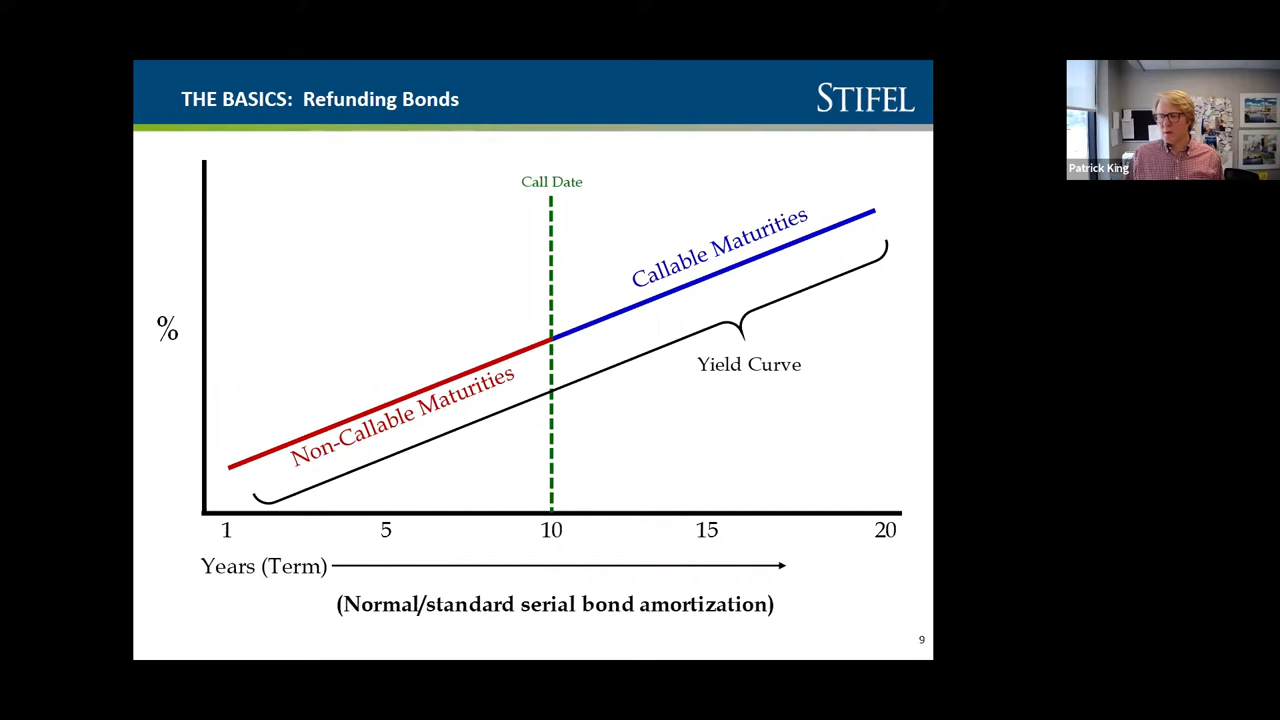 THE BASICS: Refunding Bonds
STIFEL
Patrick King
Call Date
Callable Maturities
%
Yield Curve
Non-Callable Maturities
1 5 10 15 20
Years (Term)
(Normal/standard serial bond amortization)
9